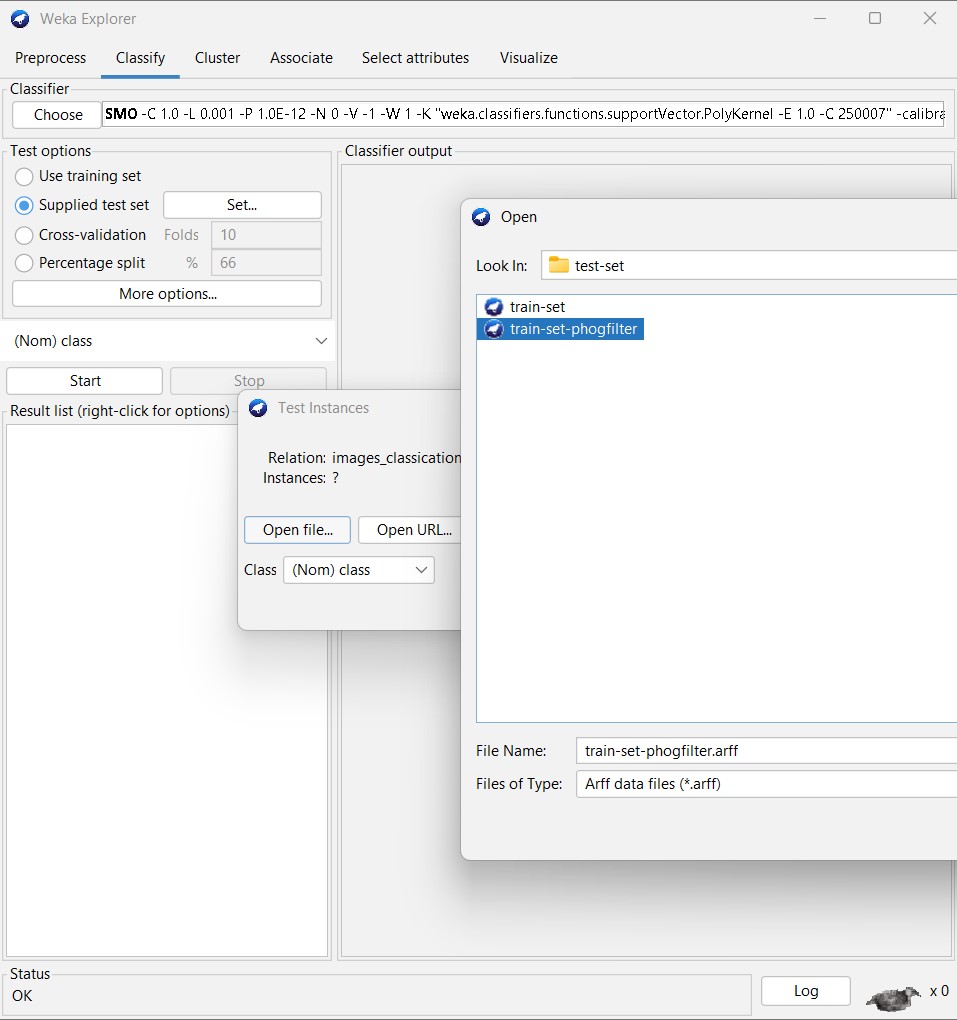 Weka Explorer
Preprocess Classify Cluster Associate Select attributes Visualize
Classifier
Choose SMO -C 1.0 -L 0.001 -P 1.0E-12 -N 0 -V -1 -W 1 -K "weka.classifiers.functions.supportVector.PolyKernel -E 1.0 -C 250007" -calibra
Test options
Use training set
Supplied test set Set...
Cross-validation Folds 10
Percentage split % 66
More options...
(Nom) class
Start Stop
Result list (right-click for options)
Classifier output
Test Instances
Relation: images_classication
Instances: ?
Open file... Open URL...
Class (Nom) class
Open
Look In: test-set
train-set
train-set-phogfilter
File Name: train-set-phogfilter.arff
Files of Type: Arff data files (*.arff)
Status
OK
Log x 0